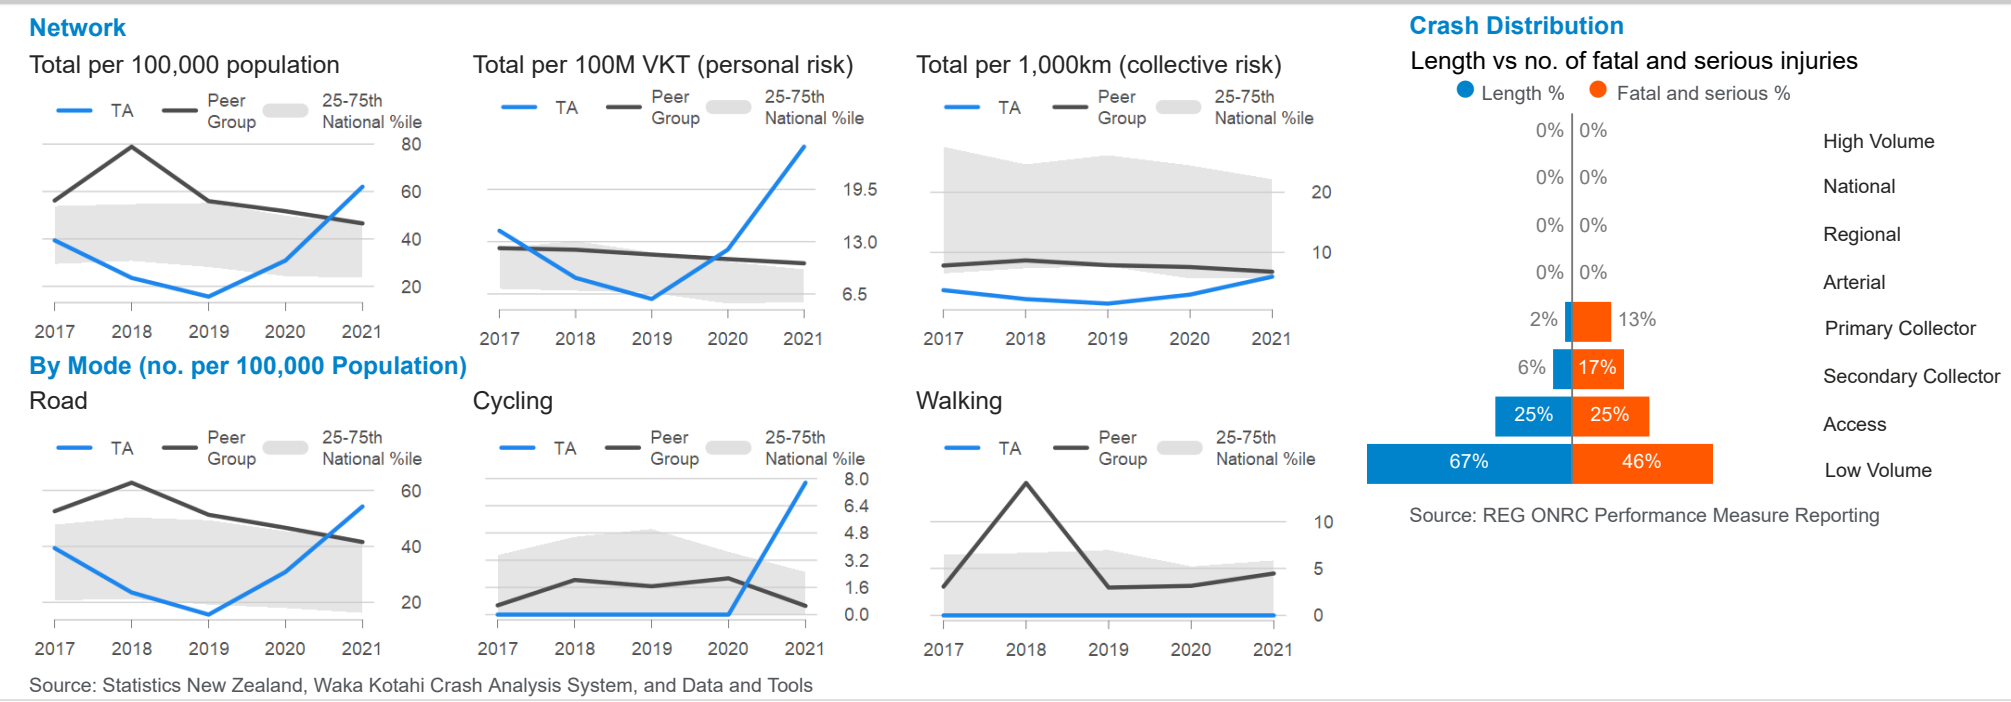 Network
Total per 100,000 population
TA
Peer Group
25-75th National %ile
80
60
40
20
2017 2018 2019 2020 2021
Total per 100M VKT (personal risk)
TA
Peer Group
25-75th National %ile
19.5
13.0
6.5
2017 2018 2019 2020 2021
Total per 1,000km (collective risk)
TA
Peer Group
25-75th National %ile
20
10
2017 2018 2019 2020 2021
By Mode (no. per 100,000 Population)
Road
TA
Peer Group
25-75th National %ile
60
40
20
2017 2018 2019 2020 2021
Cycling
TA
Peer Group
25-75th National %ile
8.0
6.4
4.8
3.2
1.6
0.0
2017 2018 2019 2020 2021
Walking
TA
Peer Group
25-75th National %ile
10
5
0
2017 2018 2019 2020 2021
Source: Statistics New Zealand, Waka Kotahi Crash Analysis System, and Data and Tools
Crash Distribution
Length vs no. of fatal and serious injuries
Length % Fatal and serious %
0% 0% High Volume
0% 0% National
0% 0% Regional
0% 0% Arterial
2% 13% Primary Collector
6% 17% Secondary Collector
25% 25% Access
67% 46% Low Volume
Source: REG ONRC Performance Measure Reporting